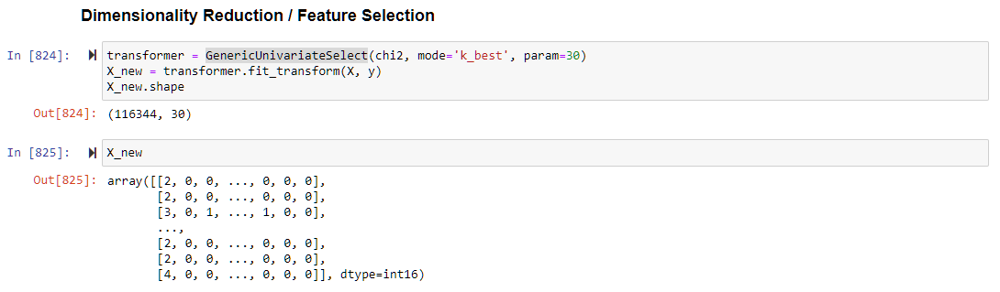 Dimensionality Reduction / Feature Selection
In [824]: transformer = GenericUnivariateSelect(chi2, mode='k_best', param=30)
X_new = transformer.fit_transform(X, y)
X_new.shape
Out[824]: (116344, 30)
In [825]: X_new
Out[825]: array([[2, 0, 0, ..., 0, 0, 0],
[2, 0, 0, ..., 0, 0, 0],
[3, 0, 1, ..., 1, 0, 0],
...,
[2, 0, 0, ..., 0, 0, 0],
[2, 0, 0, ..., 0, 0, 0],
[4, 0, 0, ..., 0, 0, 0]], dtype=int16)